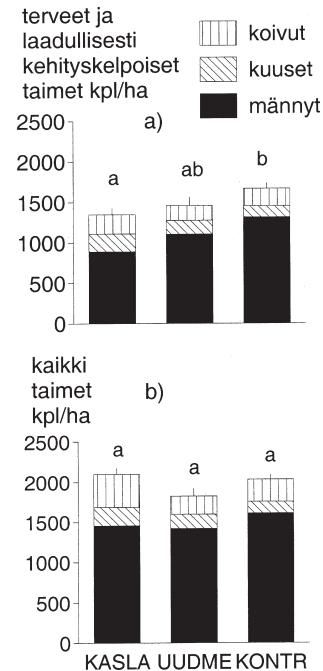 terveet ja
laadullisesti
kehityskelpoiset
taimet kpl/ha
koivut
kuuset
männyt
a)
2500
2000
1500
1000
500
0
a
ab
b
kaikki
taimet
kpl/ha
b)
2500
2000
1500
1000
500
0
a
a
a
KASLA UUDME KONTR